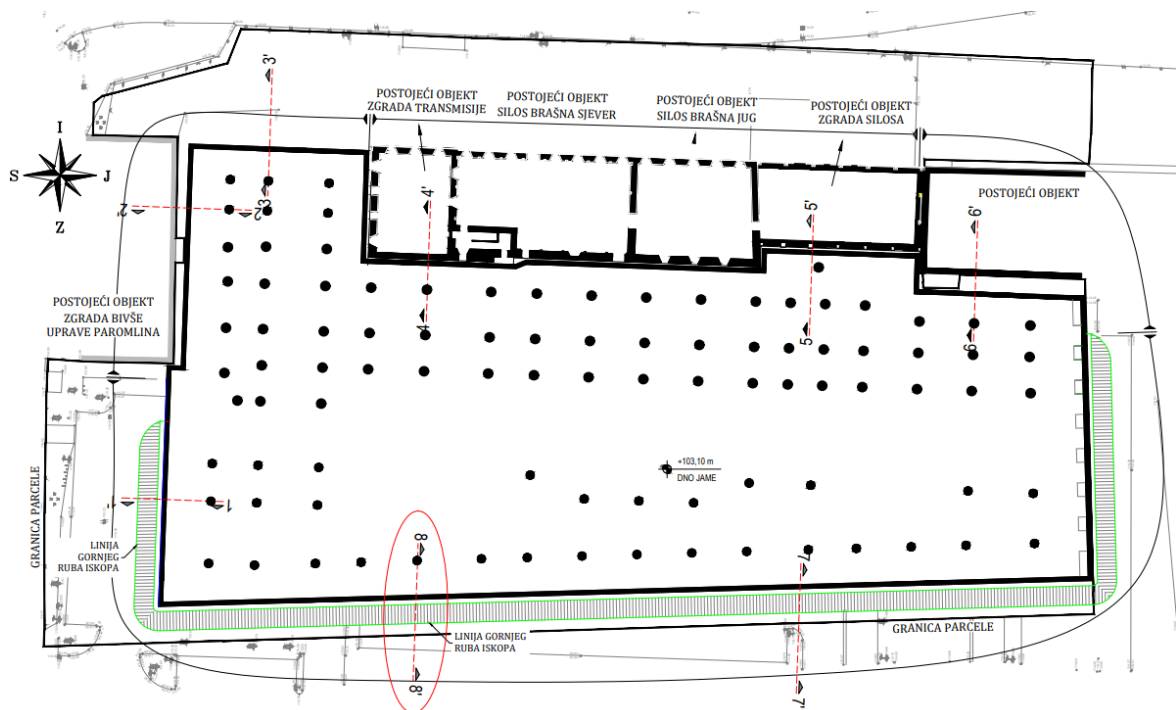 3'
POSTOJEĆI OBJEKT
ZGRADA TRANSMISIJE
POSTOJEĆI OBJEKT
SILOS BRAŠNA SJEVER
POSTOJEĆI OBJEKT
SILOS BRAŠNA JUG
POSTOJEĆI OBJEKT
ZGRADA SILOSA
I
S
J
Z
2'
2
3
4'
5'
6'
POSTOJEĆI OBJEKT
POSTOJEĆI OBJEKT
ZGRADA BIVŠE
UPRAVE PAROMLINA
4
5
6
+103,10 m
DNO JAME
GRANICA PARCELE
1'
1
LINIJA
GORNJEG
RUBA ISKOPA
8
7
LINIJA GORNJEG
RUBA ISKOPA
GRANICA PARCELE
8'
7'